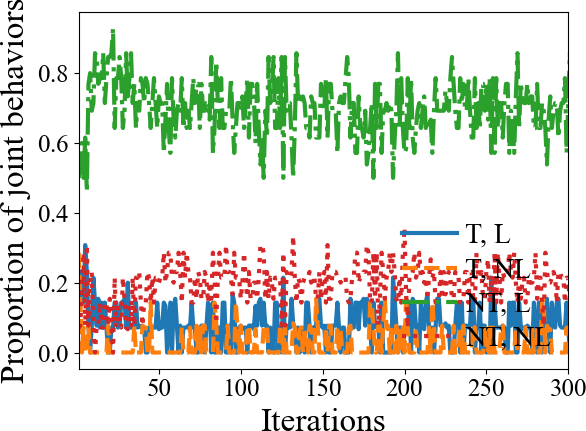 Proportion of joint behaviors
0.8
0.6
0.4
0.2
0.0
T, L
T, NL
NT, L
NT, NL
50
100
150
200
250
300
Iterations